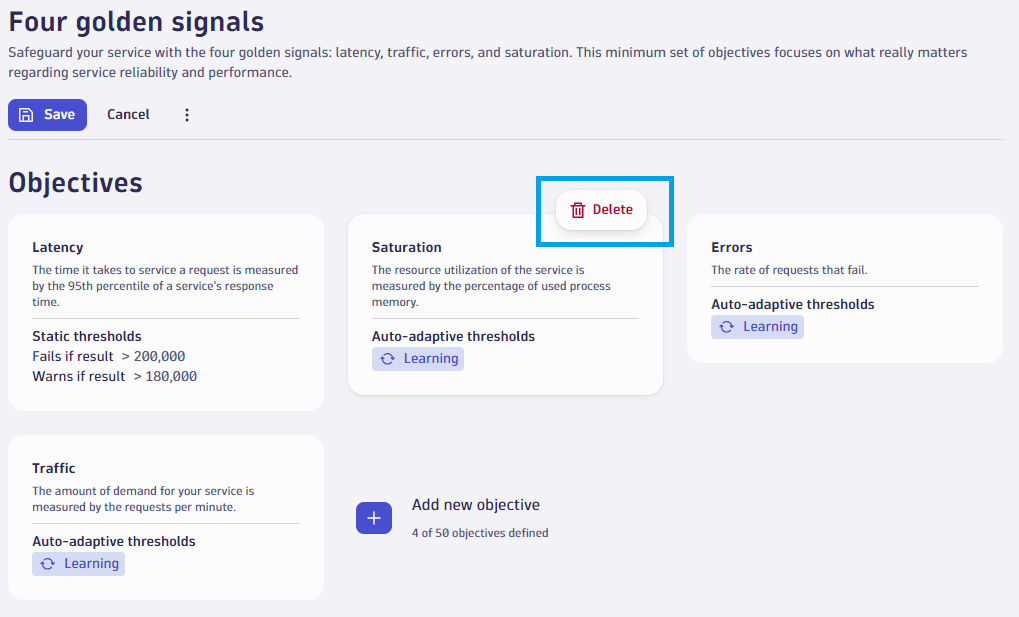 Four golden signals
Safeguard your service with the four golden signals: latency, traffic, errors, and saturation. This minimum set of objectives focuses on what really matters
regarding service reliability and performance.
Save
Cancel
Objectives
Delete
Latency
The time it takes to service a request is measured
by the 95th percentile of a service's response
time.
Static thresholds
Fails if result > 200,000
Warns if result > 180,000
Saturation
The resource utilization of the service is
measured by the percentage of used process
memory.
Auto-adaptive thresholds
Learning
Errors
The rate of requests that fail.
Auto-adaptive thresholds
Learning
Traffic
The amount of demand for your service is
measured by the requests per minute.
Auto-adaptive thresholds
Learning
Add new objective
4 of 50 objectives defined